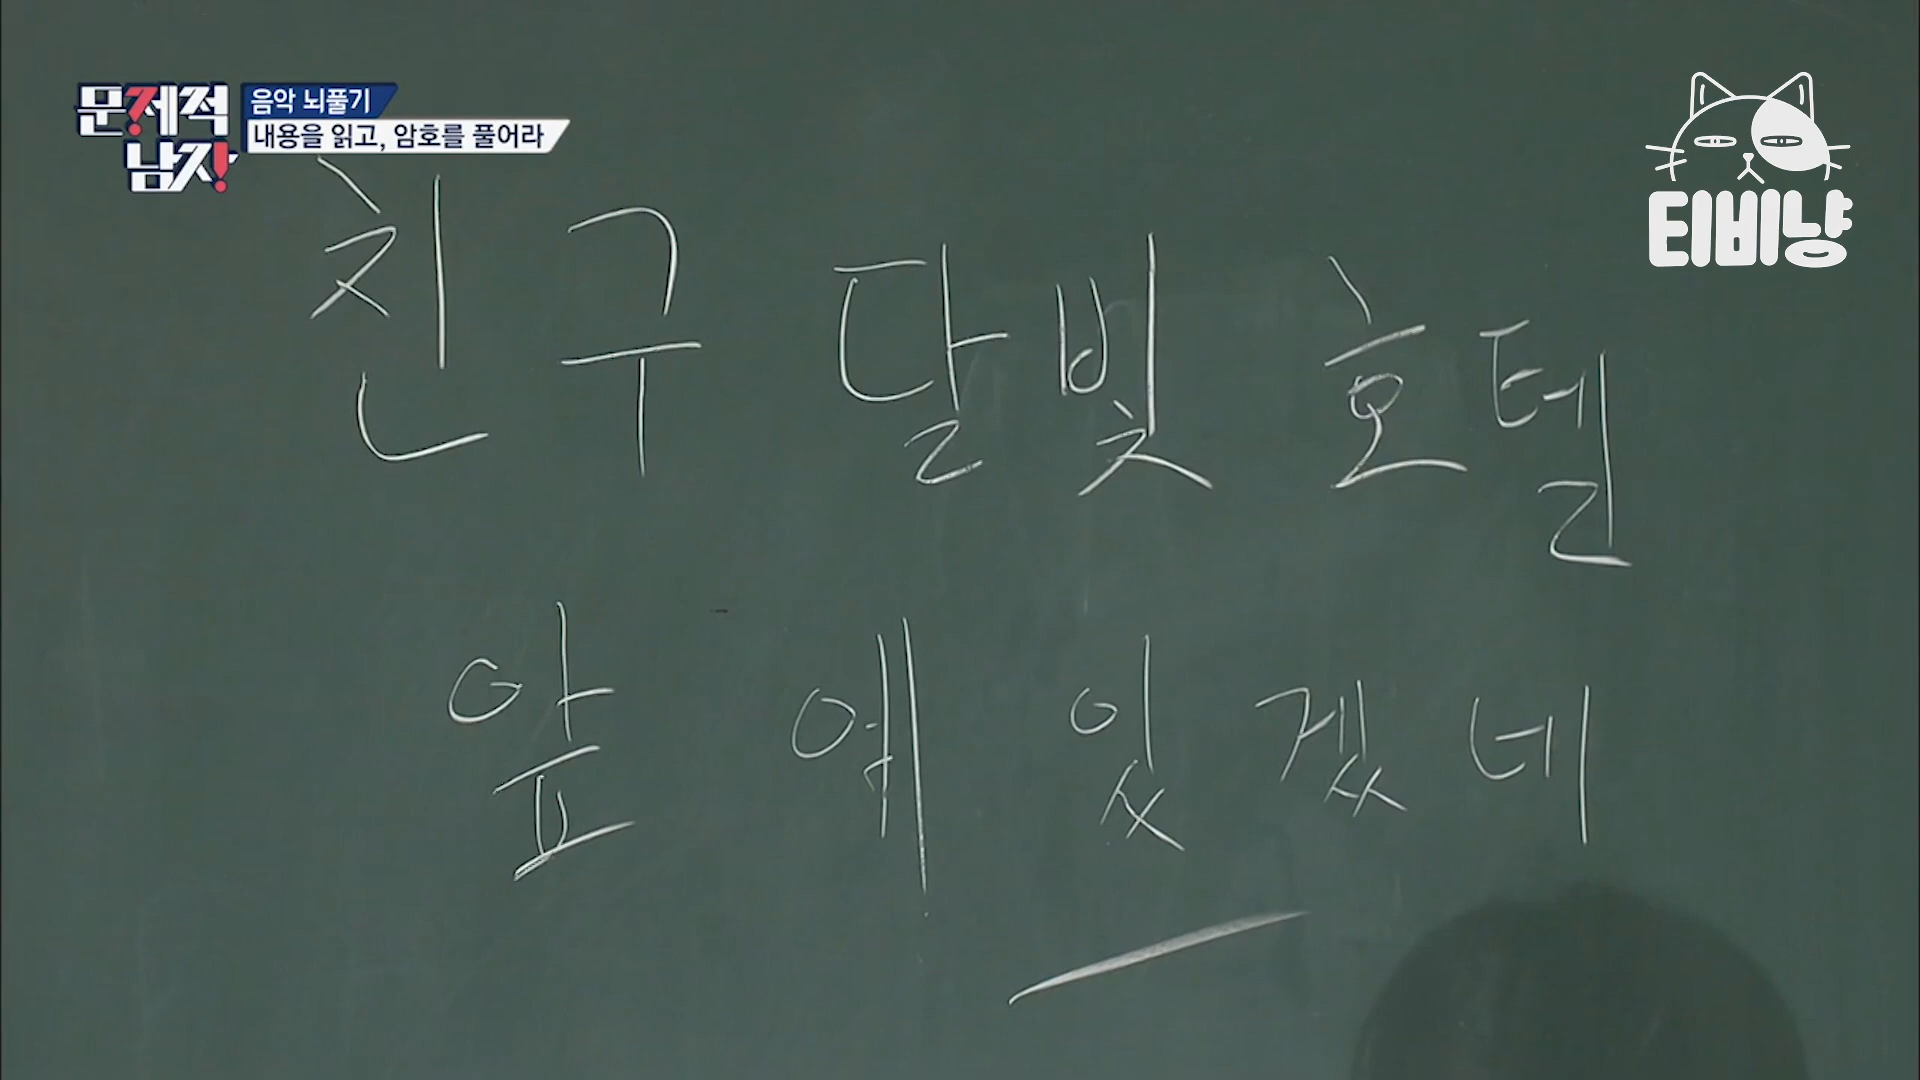 문제적 남자
음악 뇌풀기
내용을 읽고, 암호를 풀어라
티비냥
친구 달빛 호텔
앞 에 있겠네